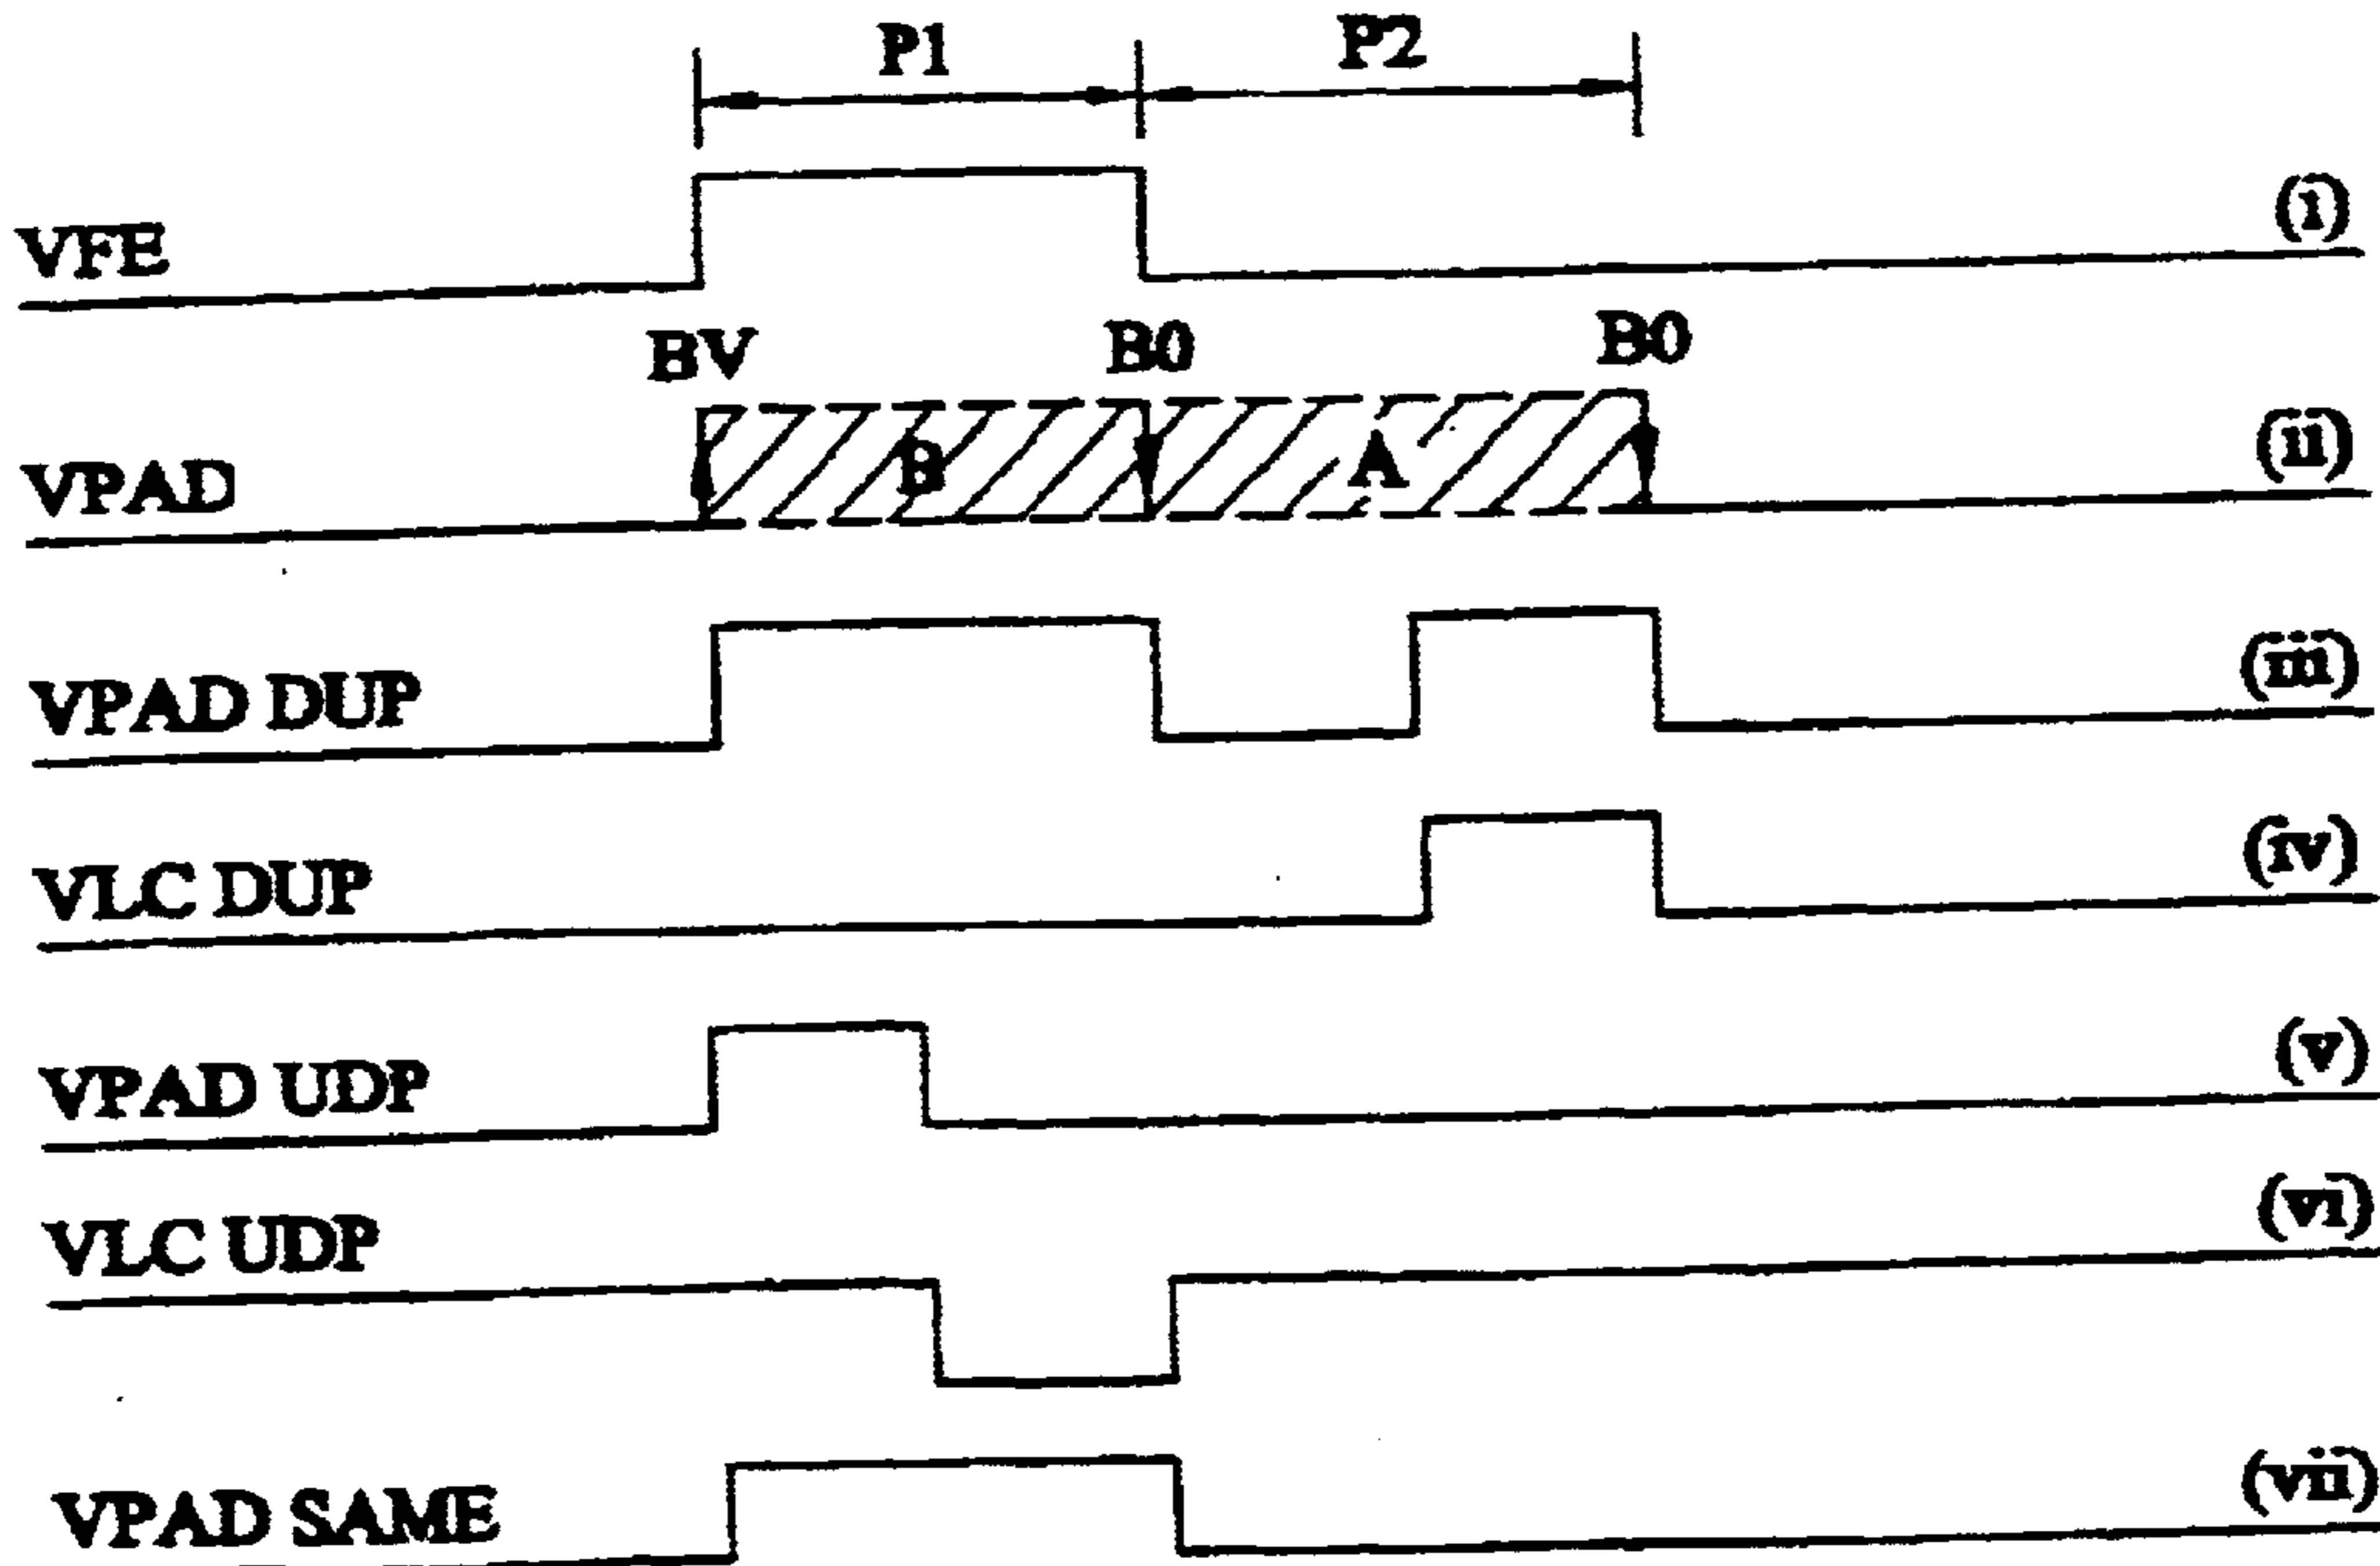 P1 P2
VFE (i)
BV B0 B0
VPAD B A (ii)
VPAD DUP (iii)
VLC DUP (iv)
VPAD UDP (v)
VLC UDP (vi)
VPAD SAME (vii)